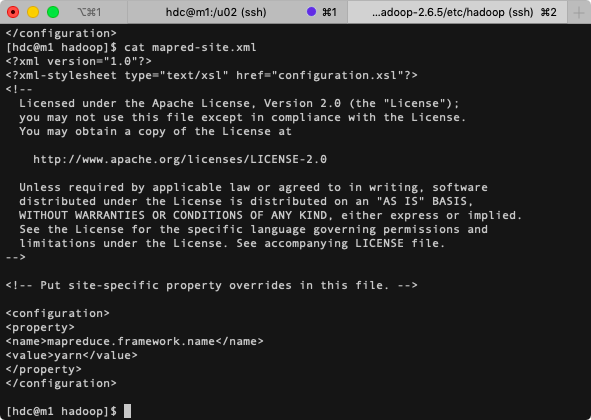 ⌥⌘1
hdc@m1:/u02 (ssh)
⌘1
...adoop-2.6.5/etc/hadoop (ssh)
⌘2
+
</configuration>
[hdc@m1 hadoop]$ cat mapred-site.xml
<?xml version="1.0"?>
<?xml-stylesheet type="text/xsl" href="configuration.xsl"?>
<!--
  Licensed under the Apache License, Version 2.0 (the "License");
  you may not use this file except in compliance with the License.
  You may obtain a copy of the License at

    http://www.apache.org/licenses/LICENSE-2.0

  Unless required by applicable law or agreed to in writing, software
  distributed under the License is distributed on an "AS IS" BASIS,
  WITHOUT WARRANTIES OR CONDITIONS OF ANY KIND, either express or implied.
  See the License for the specific language governing permissions and
  limitations under the License. See accompanying LICENSE file.
-->

<!-- Put site-specific property overrides in this file. -->

<configuration>
<property>
<name>mapreduce.framework.name</name>
<value>yarn</value>
</property>
</configuration>

[hdc@m1 hadoop]$